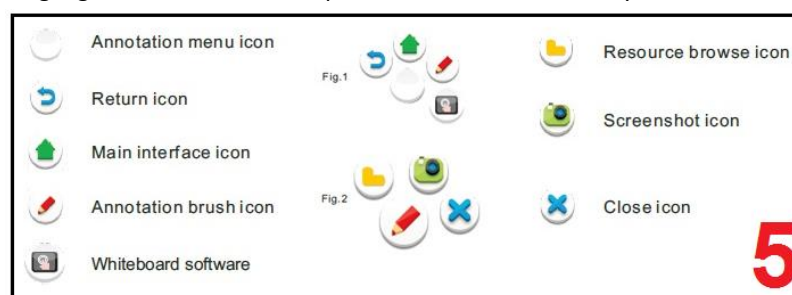 Annotation menu icon
Return icon
Main interface icon
Annotation brush icon
Whiteboard software
Fig.1
Fig.2
Resource browse icon
Screenshot icon
Close icon
5